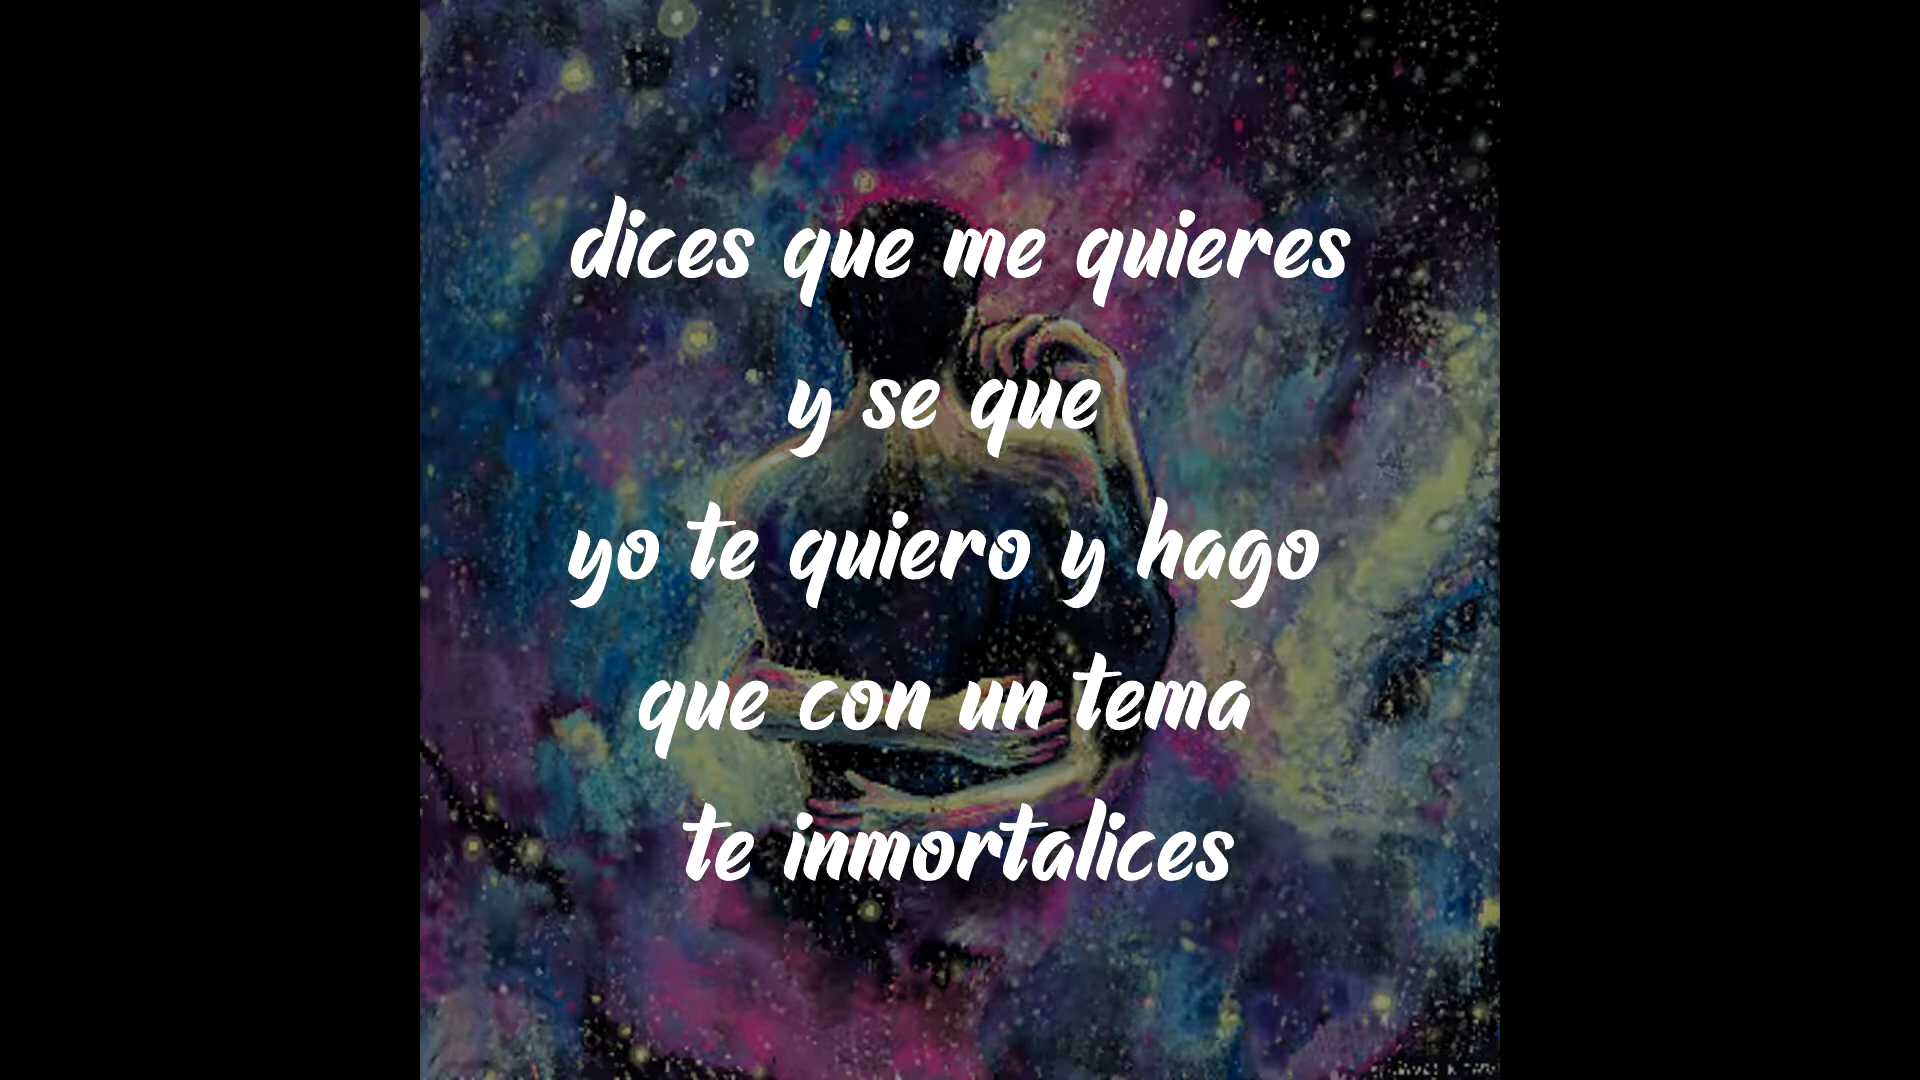 dices que me quieres
y se que
yo te quiero y hago
que con un tema
te inmortalices